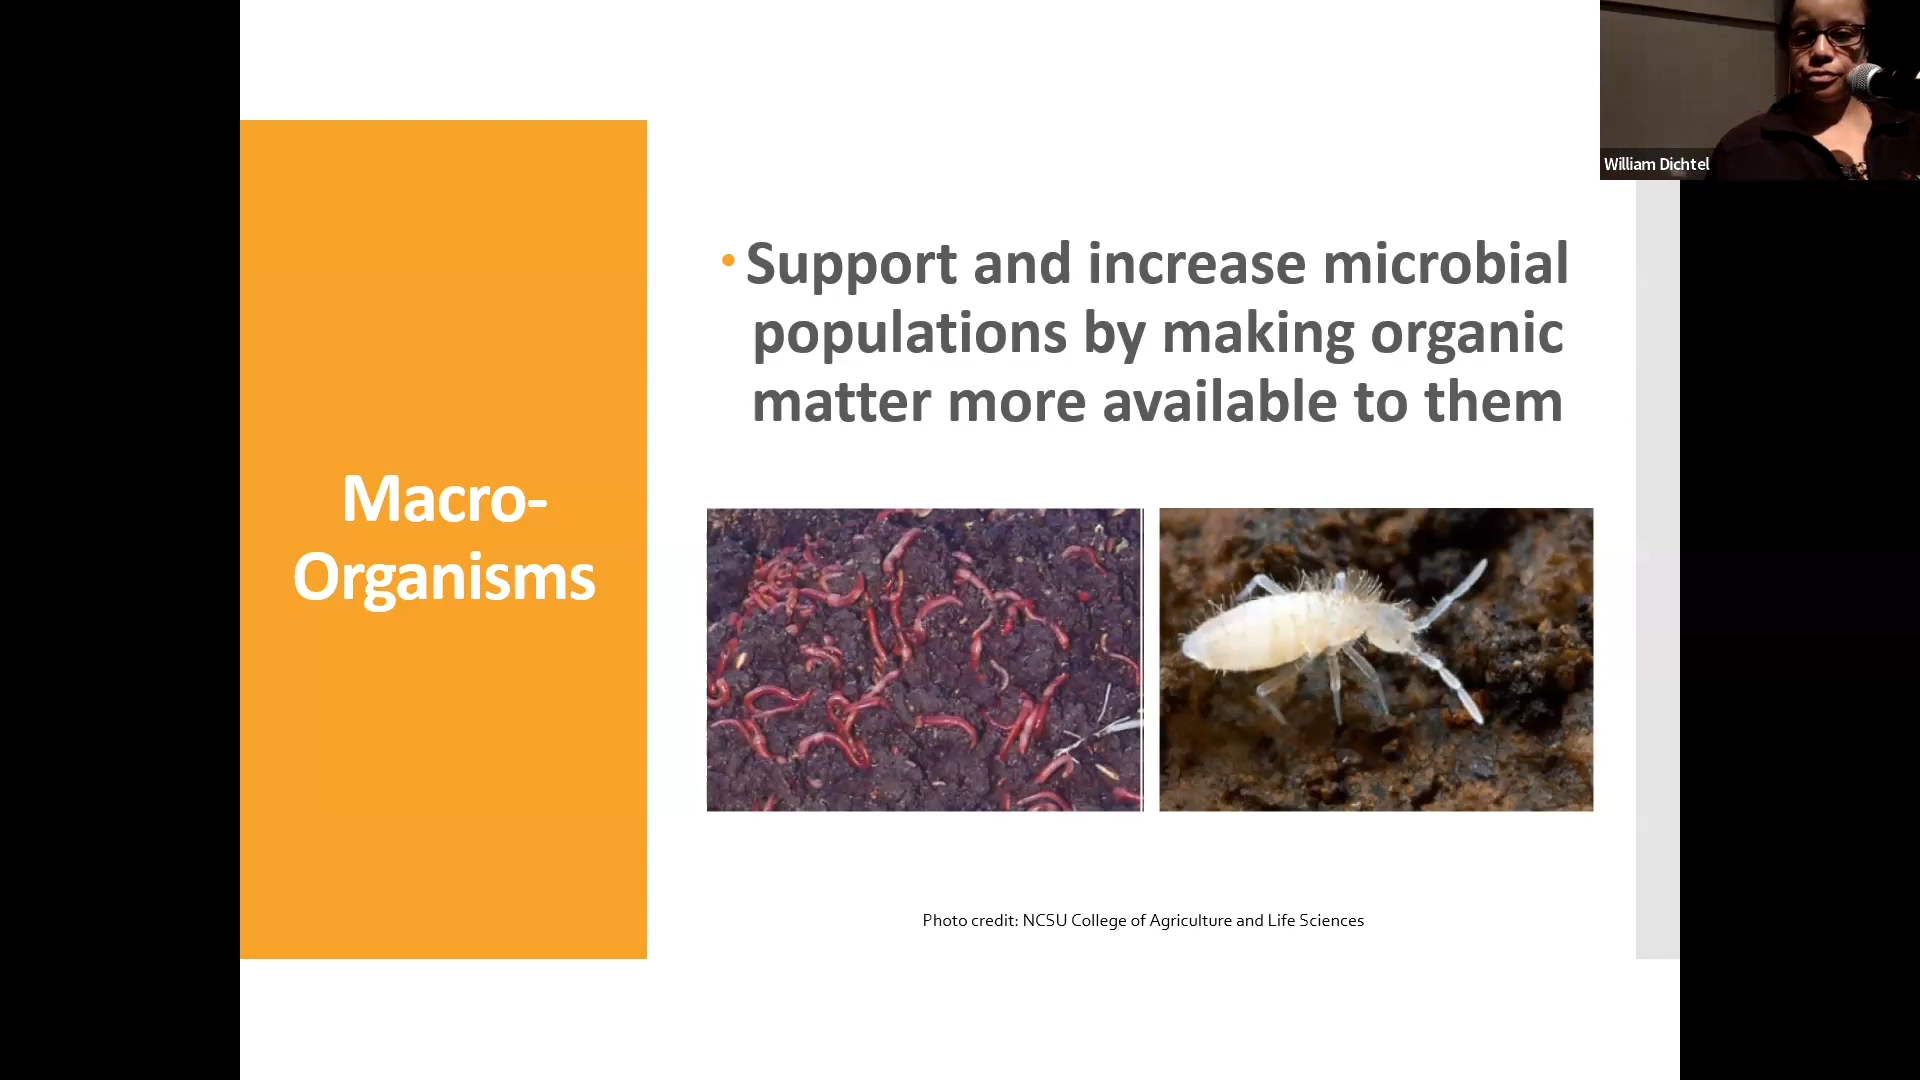 William Dichtel
Macro-
Organisms
• Support and increase microbial
populations by making organic
matter more available to them
Photo credit: NCSU College of Agriculture and Life Sciences